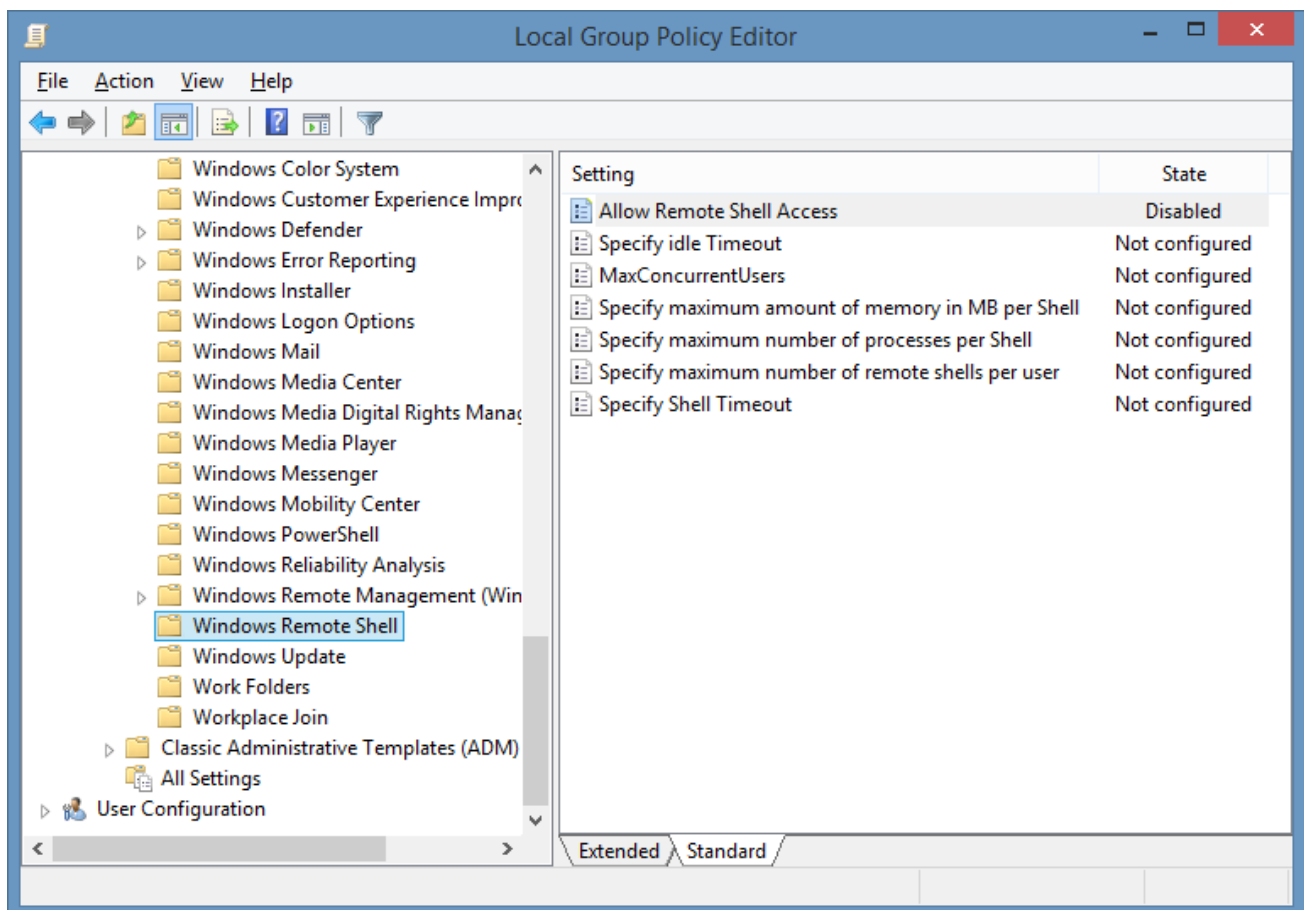 Local Group Policy Editor
File Action View Help
Windows Color System
Windows Customer Experience Impro
Windows Defender
Windows Error Reporting
Windows Installer
Windows Logon Options
Windows Mail
Windows Media Center
Windows Media Digital Rights Manag
Windows Media Player
Windows Messenger
Windows Mobility Center
Windows PowerShell
Windows Reliability Analysis
Windows Remote Management (Win
Windows Remote Shell
Windows Update
Work Folders
Workplace Join
Classic Administrative Templates (ADM)
All Settings
User Configuration
Setting State
Allow Remote Shell Access Disabled
Specify idle Timeout Not configured
MaxConcurrentUsers Not configured
Specify maximum amount of memory in MB per Shell Not configured
Specify maximum number of processes per Shell Not configured
Specify maximum number of remote shells per user Not configured
Specify Shell Timeout Not configured
Extended Standard